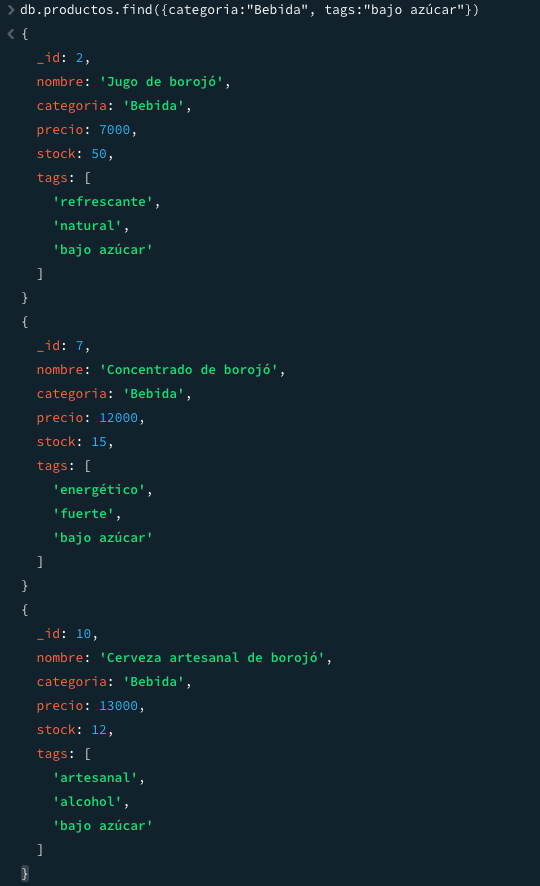 > db.productos.find({categoria:"Bebida", tags:"bajo azúcar"})
< {
_id: 2,
nombre: 'Jugo de borojó',
categoria: 'Bebida',
precio: 7000,
stock: 50,
tags: [
'refrescante',
'natural',
'bajo azúcar'
]
}
{
_id: 7,
nombre: 'Concentrado de borojó',
categoria: 'Bebida',
precio: 12000,
stock: 15,
tags: [
'energético',
'fuerte',
'bajo azúcar'
]
}
{
_id: 10,
nombre: 'Cerveza artesanal de borojó',
categoria: 'Bebida',
precio: 13000,
stock: 12,
tags: [
'artesanal',
'alcohol',
'bajo azúcar'
]
}